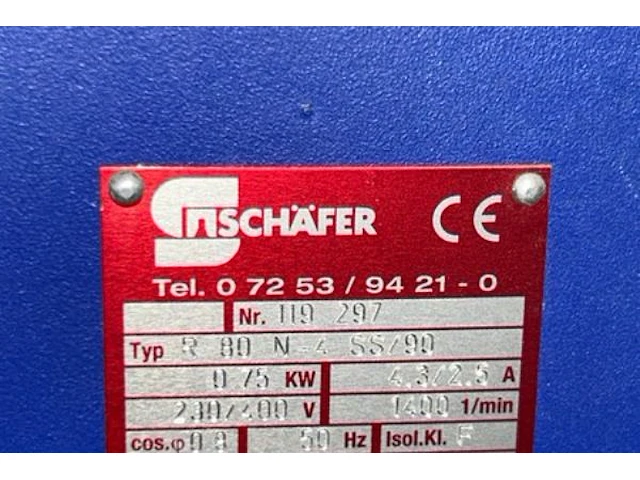 SCHÄFER CE
Tel. 0 72 53 / 94 21 - 0
Nr. 119 297
Typ R 80 N-4 SS/90
0 75 KW 4.3/2.5 A
230/400 V 1400 1/min
cos.φ 0.8 50 Hz Isol.Kl. F